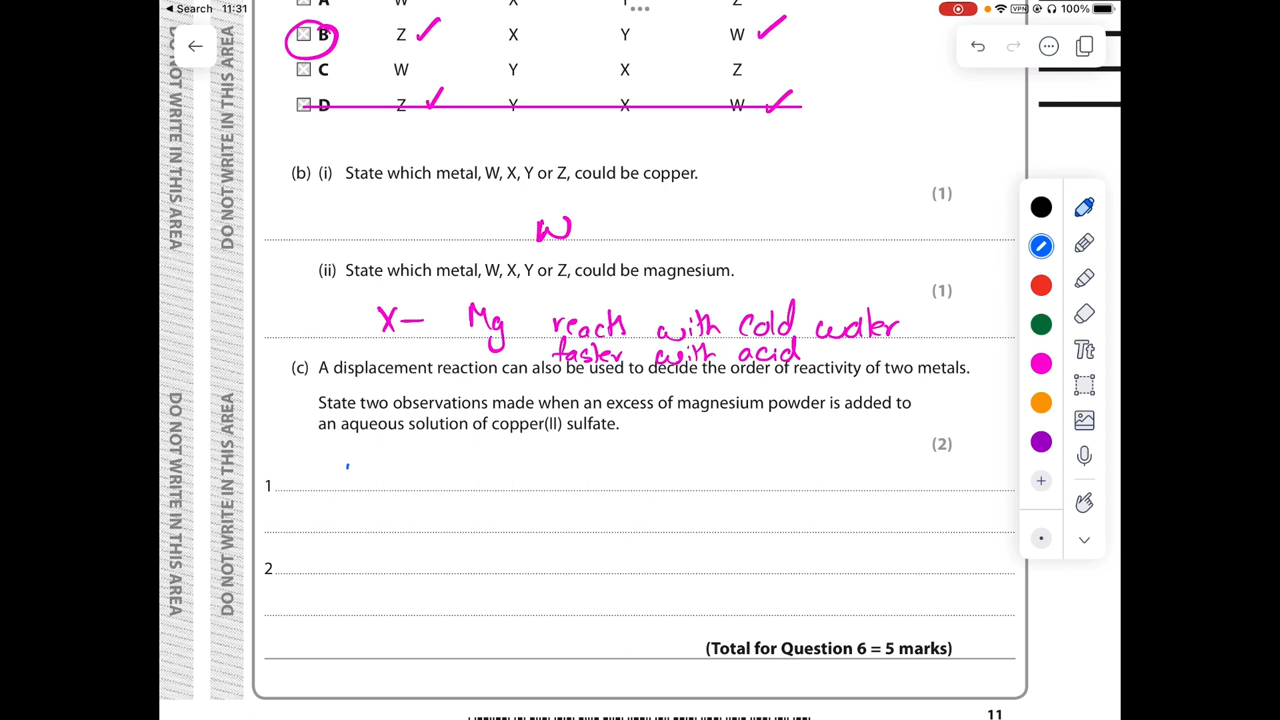 Search 11:31
VPN 100%
A W X Y Z
B Z X Y W
C W Y X Z
D Z Y X W
(b) (i) State which metal, W, X, Y or Z, could be copper.
(1)
W
(ii) State which metal, W, X, Y or Z, could be magnesium.
(1)
X– Mg reacts with cold water
faster with acid
(c) A displacement reaction can also be used to decide the order of reactivity of two metals.
State two observations made when an excess of magnesium powder is added to
an aqueous solution of copper(II) sulfate.
(2)
1
2
(Total for Question 6 = 5 marks)
11
DO NOT WRITE IN THIS AREA
DO NOT WRITE IN THIS AREA
DO NOT WRITE IN THIS AREA
DO NOT WRITE IN THIS AREA
Tt